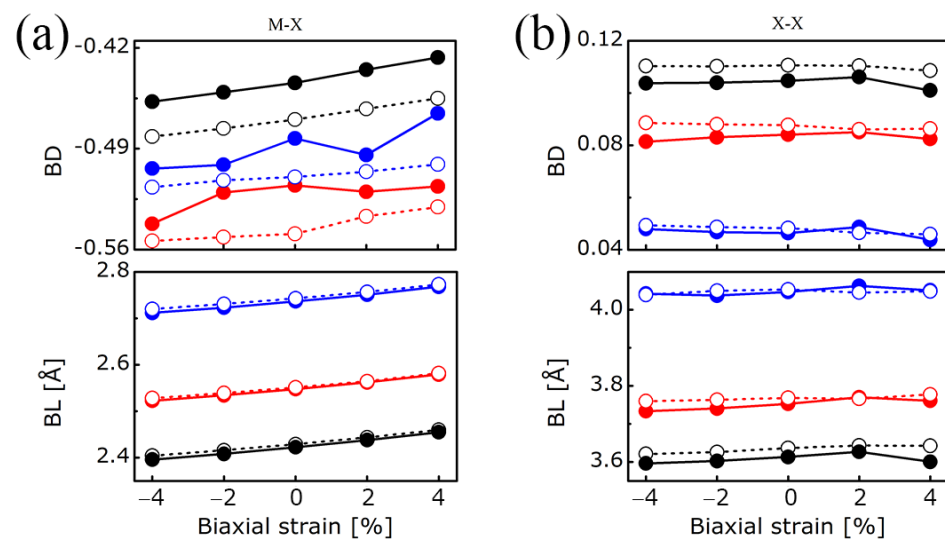 (a) M-X
-0.42
-0.49
-0.56
BD
2.8
2.6
2.4
BL [Å]
−4 −2 0 2 4
Biaxial strain [%]
(b) X-X
0.12
0.08
0.04
BD
4.0
3.8
3.6
BL [Å]
−4 −2 0 2 4
Biaxial strain [%]